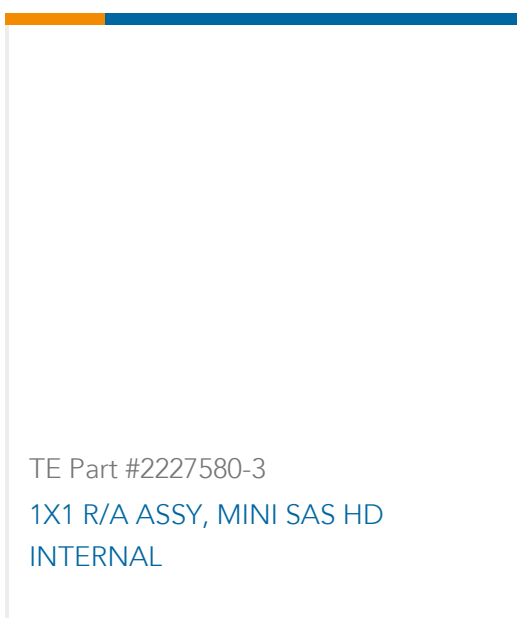 TE Part #2227580-3
1X1 R/A ASSY, MINI SAS HD
INTERNAL